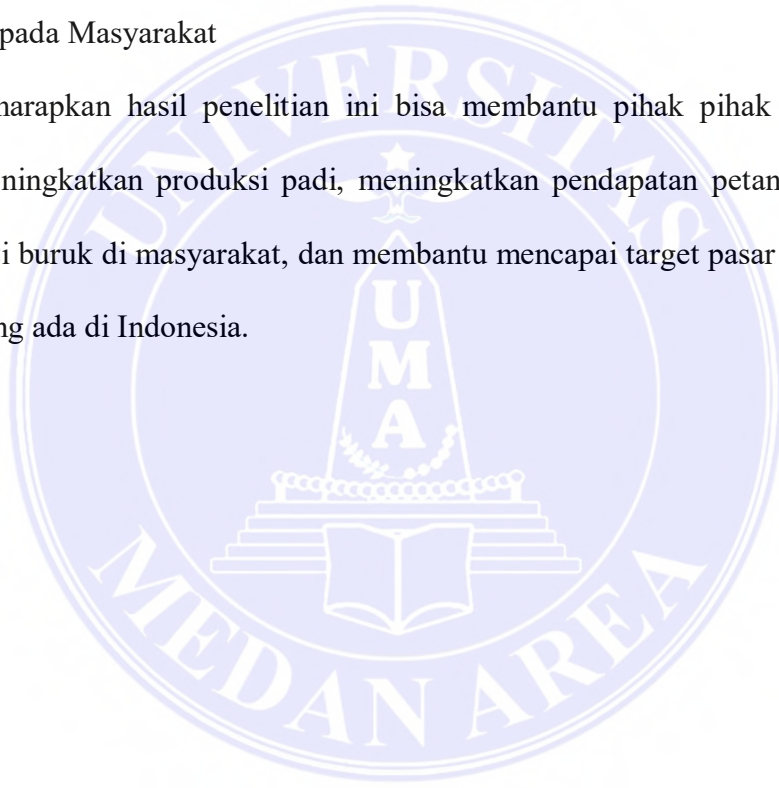 pada Masyarakat
harapkan hasil penelitian ini bisa membantu pihak pihak
ningkatkan produksi padi, meningkatkan pendapatan petan
i buruk di masyarakat, dan membantu mencapai target pasar
ng ada di Indonesia.
UNIVERSITAS
UMA
MEDAN AREA